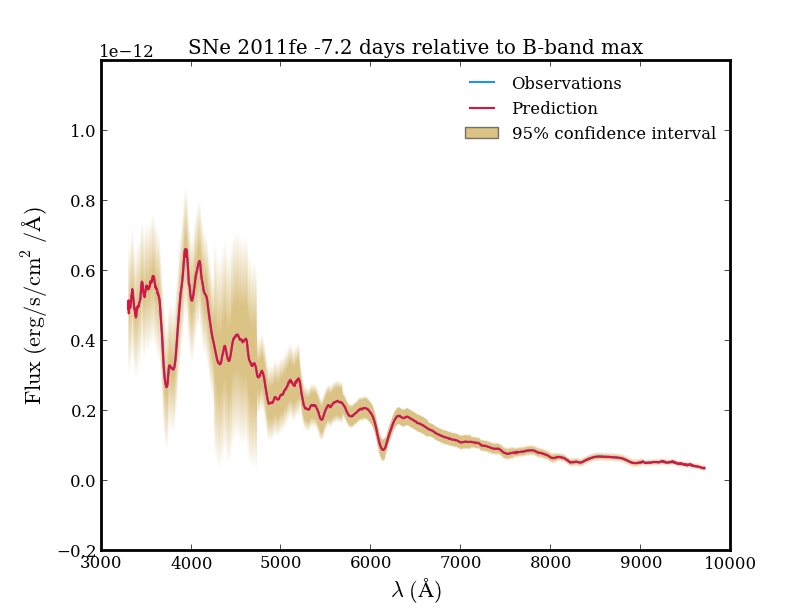 1e−12
SNe 2011fe -7.2 days relative to B-band max
Observations
Prediction
95% confidence interval
Flux (erg/s/cm² /Å)
1.0
0.8
0.6
0.4
0.2
0.0
−0.2
3000 4000 5000 6000 7000 8000 9000 10000
λ (Å)